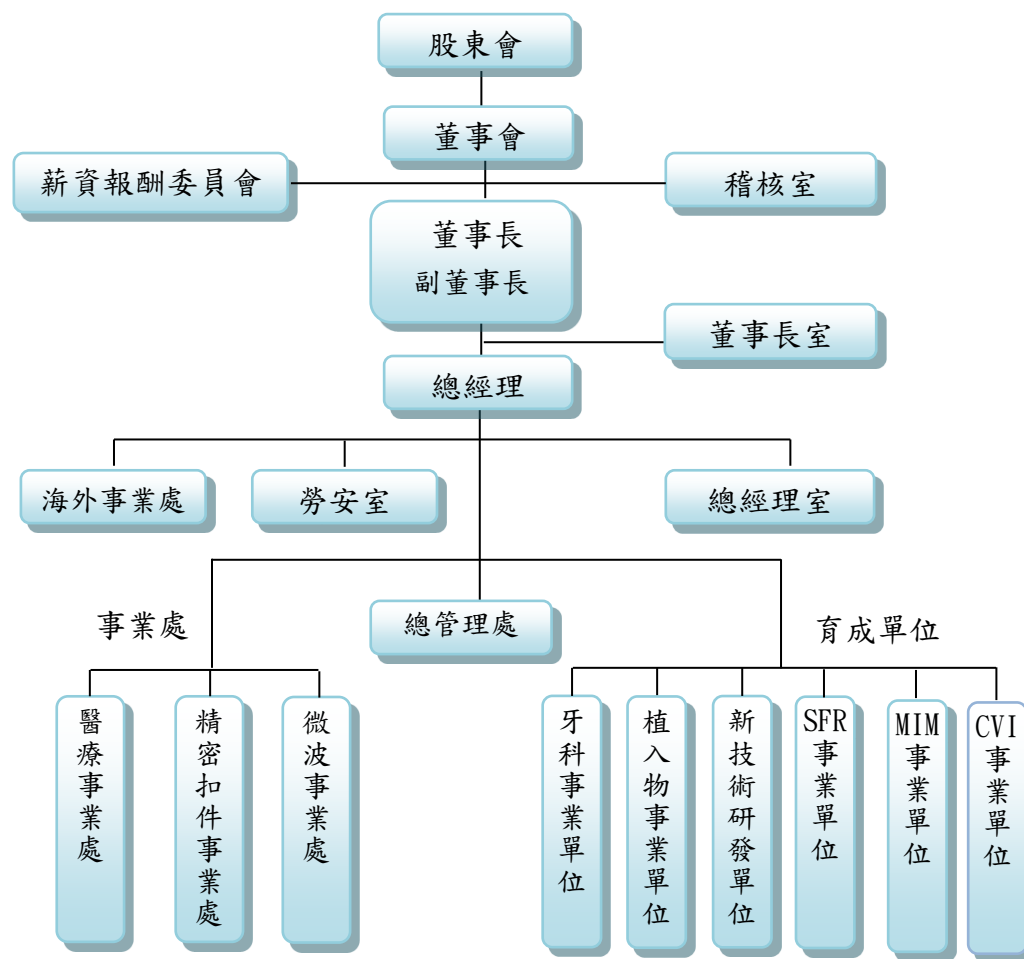 股東會
董事會
薪資報酬委員會
稽核室
董事長
副董事長
董事長室
總經理
海外事業處
勞安室
總經理室
事業處
總管理處
育成單位
醫療事業處
精密扣件事業處
微波事業處
牙科事業單位
植入物事業單位
新技術研發單位
SFR事業單位
MIM事業單位
CVI事業單位